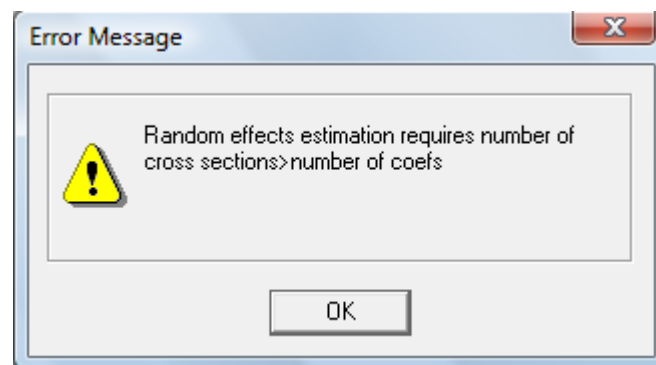 Error Message
Random effects estimation requires number of
cross sections>number of coefs
OK